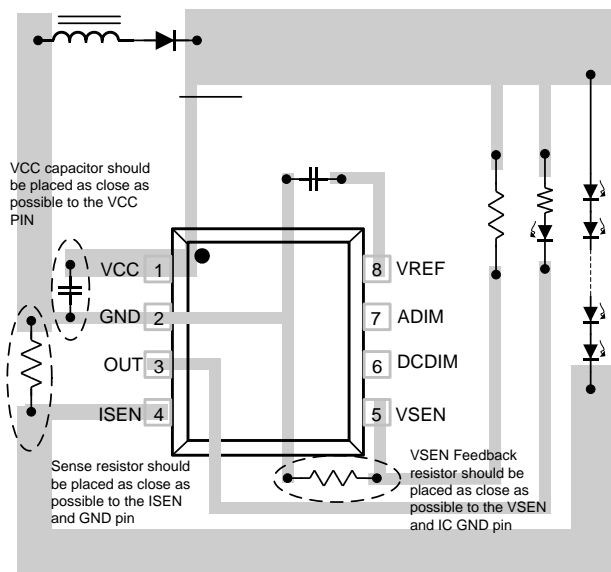 VCC capacitor should
be placed as close as
possible to the VCC
PIN
VCC 1
GND 2
OUT 3
ISEN 4
8 VREF
7 ADIM
6 DCDIM
5 VSEN
Sense resistor should
be placed as close as
possible to the ISEN
and GND pin
VSEN Feedback
resistor should be
placed as close as
possible to the VSEN
and IC GND pin